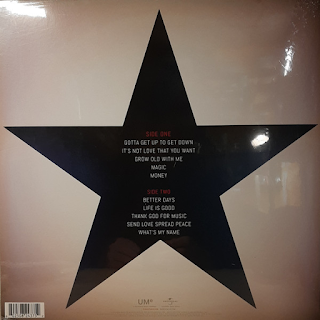 SIDE ONE
GOTTA GET UP TO GET DOWN
IT'S NOT LOVE THAT YOU WANT
GROW OLD WITH ME
MAGIC
MONEY
SIDE TWO
BETTER DAYS
LIFE IS GOOD
THANK GOD FOR MUSIC
SEND LOVE SPREAD PEACE
WHAT'S MY NAME
UMe